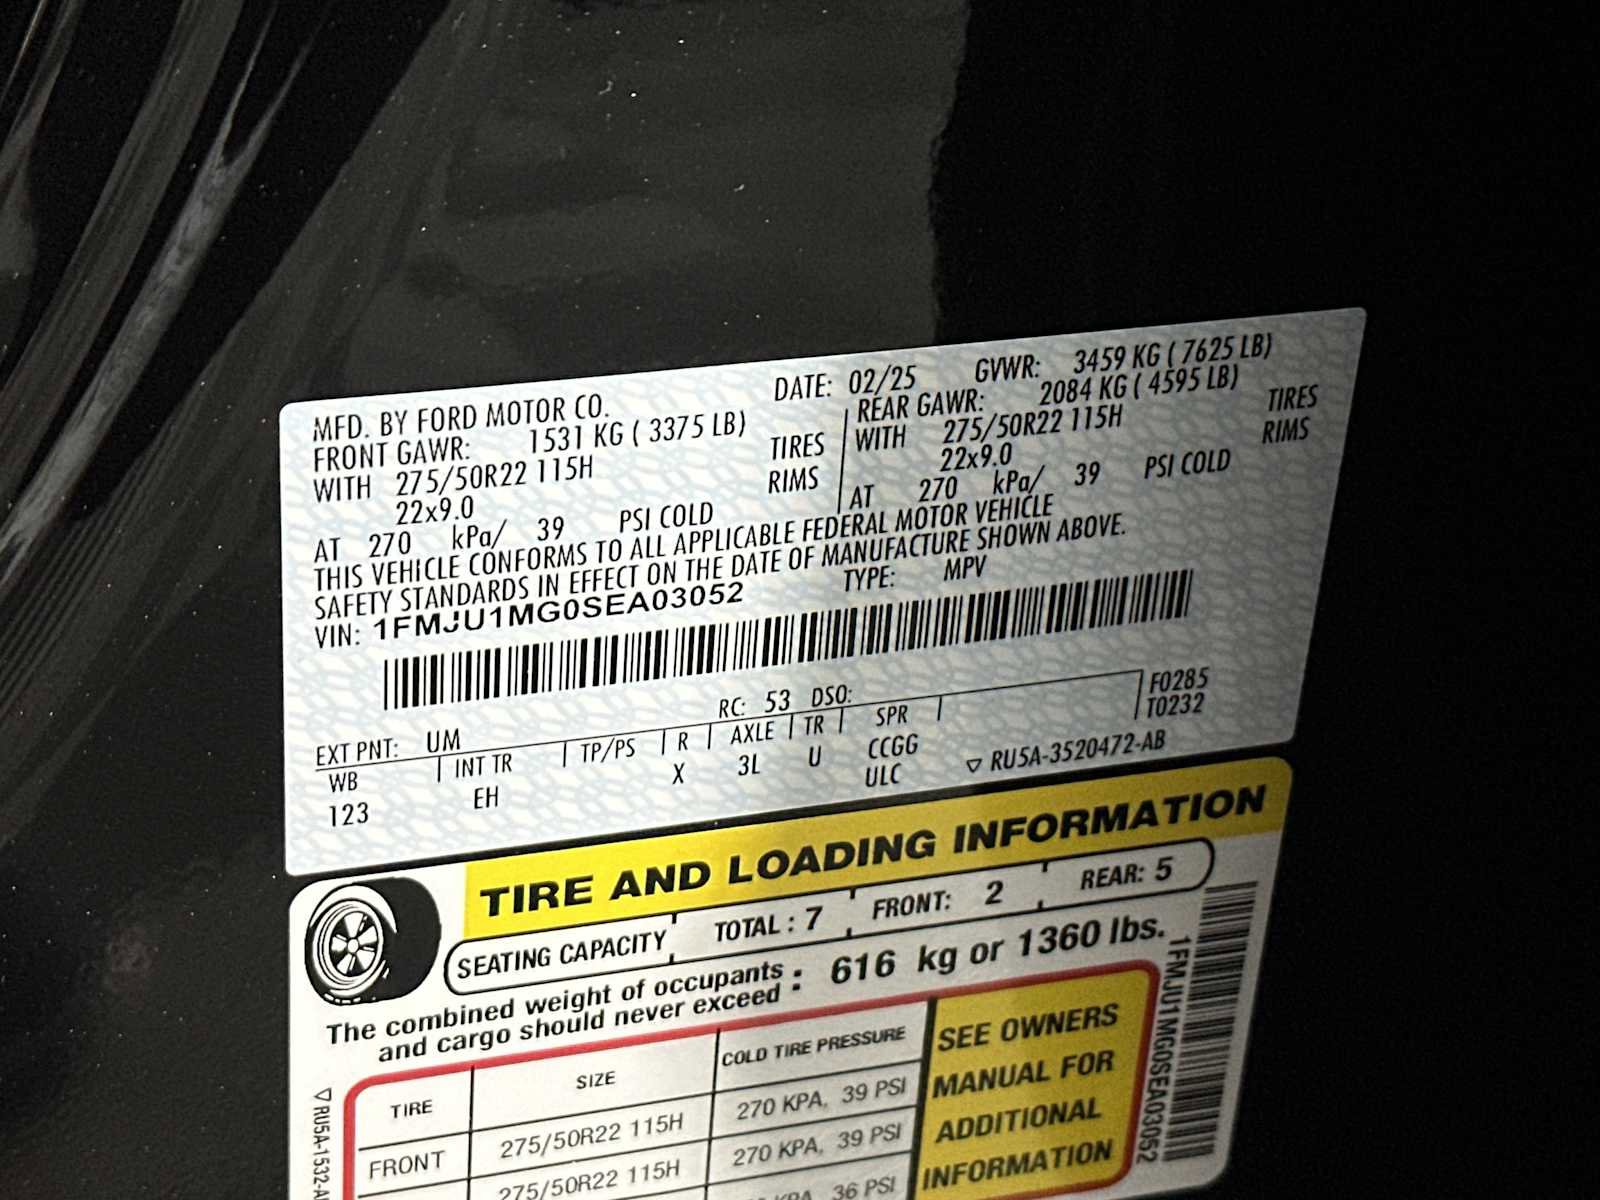 MFD. BY FORD MOTOR CO. DATE: 02/25 GVWR: 3459 KG ( 7625 LB)
FRONT GAWR: 1531 KG ( 3375 LB) REAR GAWR: 2084 KG ( 4595 LB)
WITH 275/50R22 115H TIRES WITH 275/50R22 115H TIRES
22x9.0 RIMS 22x9.0 RIMS
AT 270 kPa/ 39 PSI COLD AT 270 kPa/ 39 PSI COLD
THIS VEHICLE CONFORMS TO ALL APPLICABLE FEDERAL MOTOR VEHICLE
SAFETY STANDARDS IN EFFECT ON THE DATE OF MANUFACTURE SHOWN ABOVE.
VIN: 1FMJU1MG0SEA03052 TYPE: MPV
EXT PNT: UM RC: 53 DSO: F0285
WB INT TR TP/PS R AXLE TR SPR T0232
123 EH X 3L U CCGG
ULC ▽ RU5A-3520472-AB
TIRE AND LOADING INFORMATION
SEATING CAPACITY TOTAL : 7 FRONT: 2 REAR: 5
The combined weight of occupants
and cargo should never exceed : 616 kg or 1360 lbs.
TIRE SIZE COLD TIRE PRESSURE
FRONT 275/50R22 115H 270 KPA, 39 PSI
275/50R22 115H 270 KPA, 39 PSI
KPA 36 PSI
SEE OWNERS
MANUAL FOR
ADDITIONAL
INFORMATION
1FMJU1MG0SEA03052
▽RU5A-1532-A